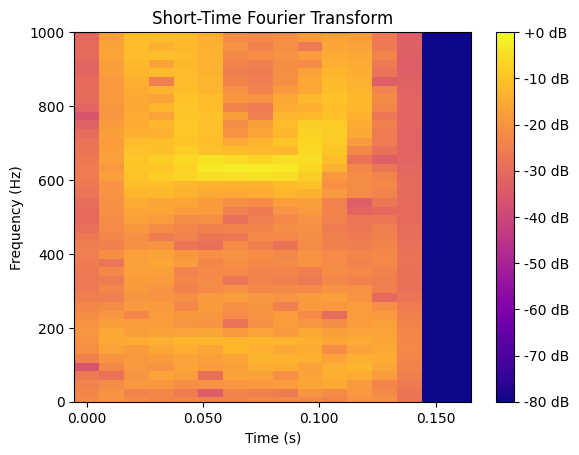 Short-Time Fourier Transform
1000
800
600
400
200
0
Frequency (Hz)
0.000
0.050
0.100
0.150
Time (s)
+0 dB
-10 dB
-20 dB
-30 dB
-40 dB
-50 dB
-60 dB
-70 dB
-80 dB